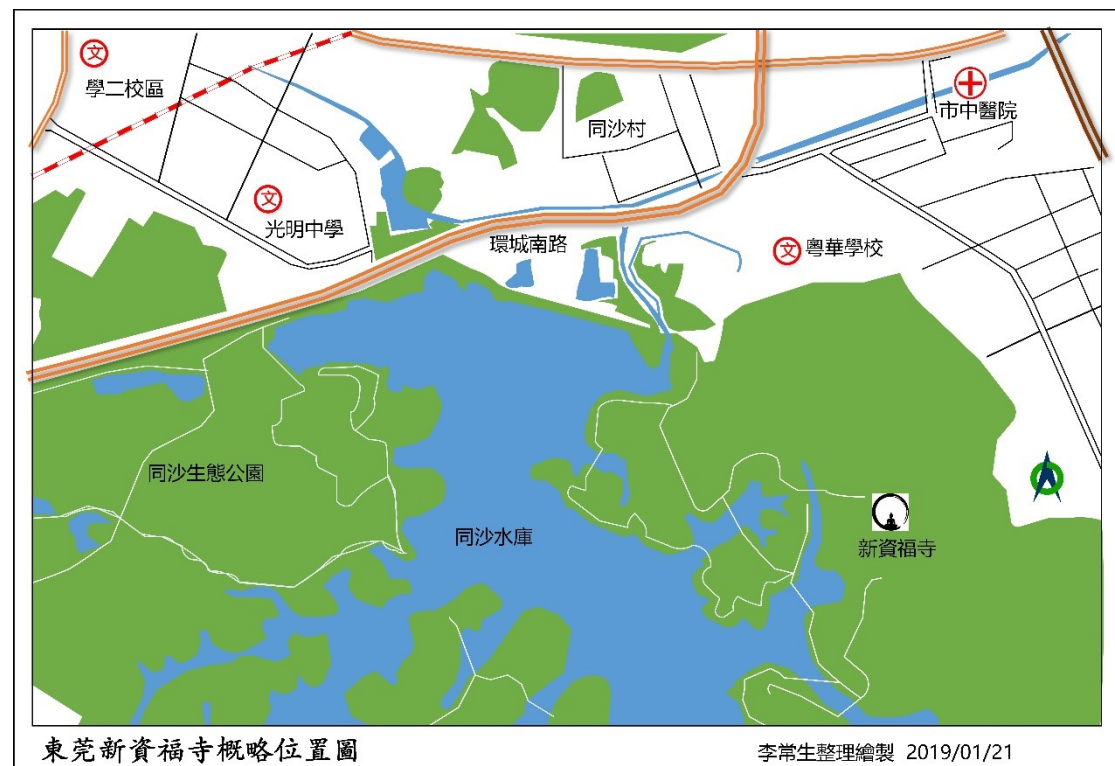 文
學二校區
同沙村
市中醫院
文
光明中學
環城南路
文 粵華學校
同沙生態公園
同沙水庫
新資福寺
東莞新資福寺概略位置圖
李常生整理繪製 2019/01/21